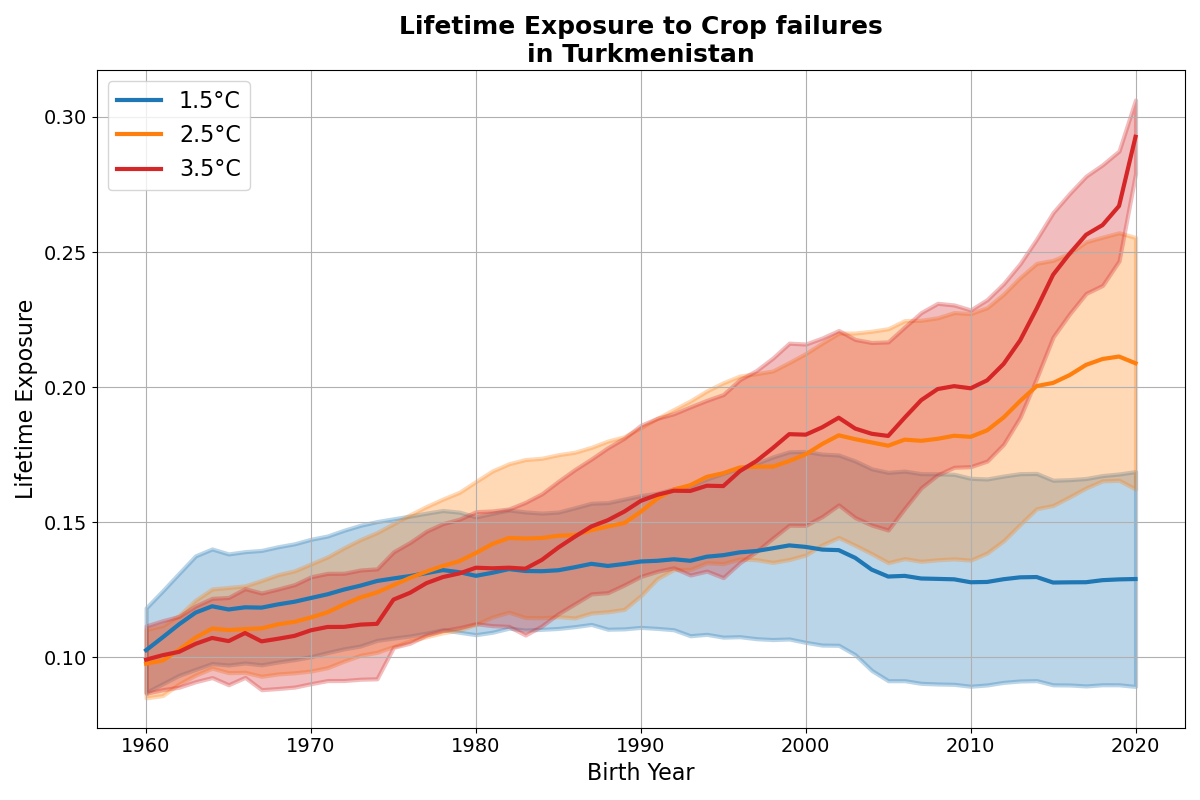 Lifetime Exposure to Crop failures
in Turkmenistan
1.5°C
2.5°C
3.5°C
0.30
0.25
0.20
0.15
0.10
Lifetime Exposure
1960 1970 1980 1990 2000 2010 2020
Birth Year